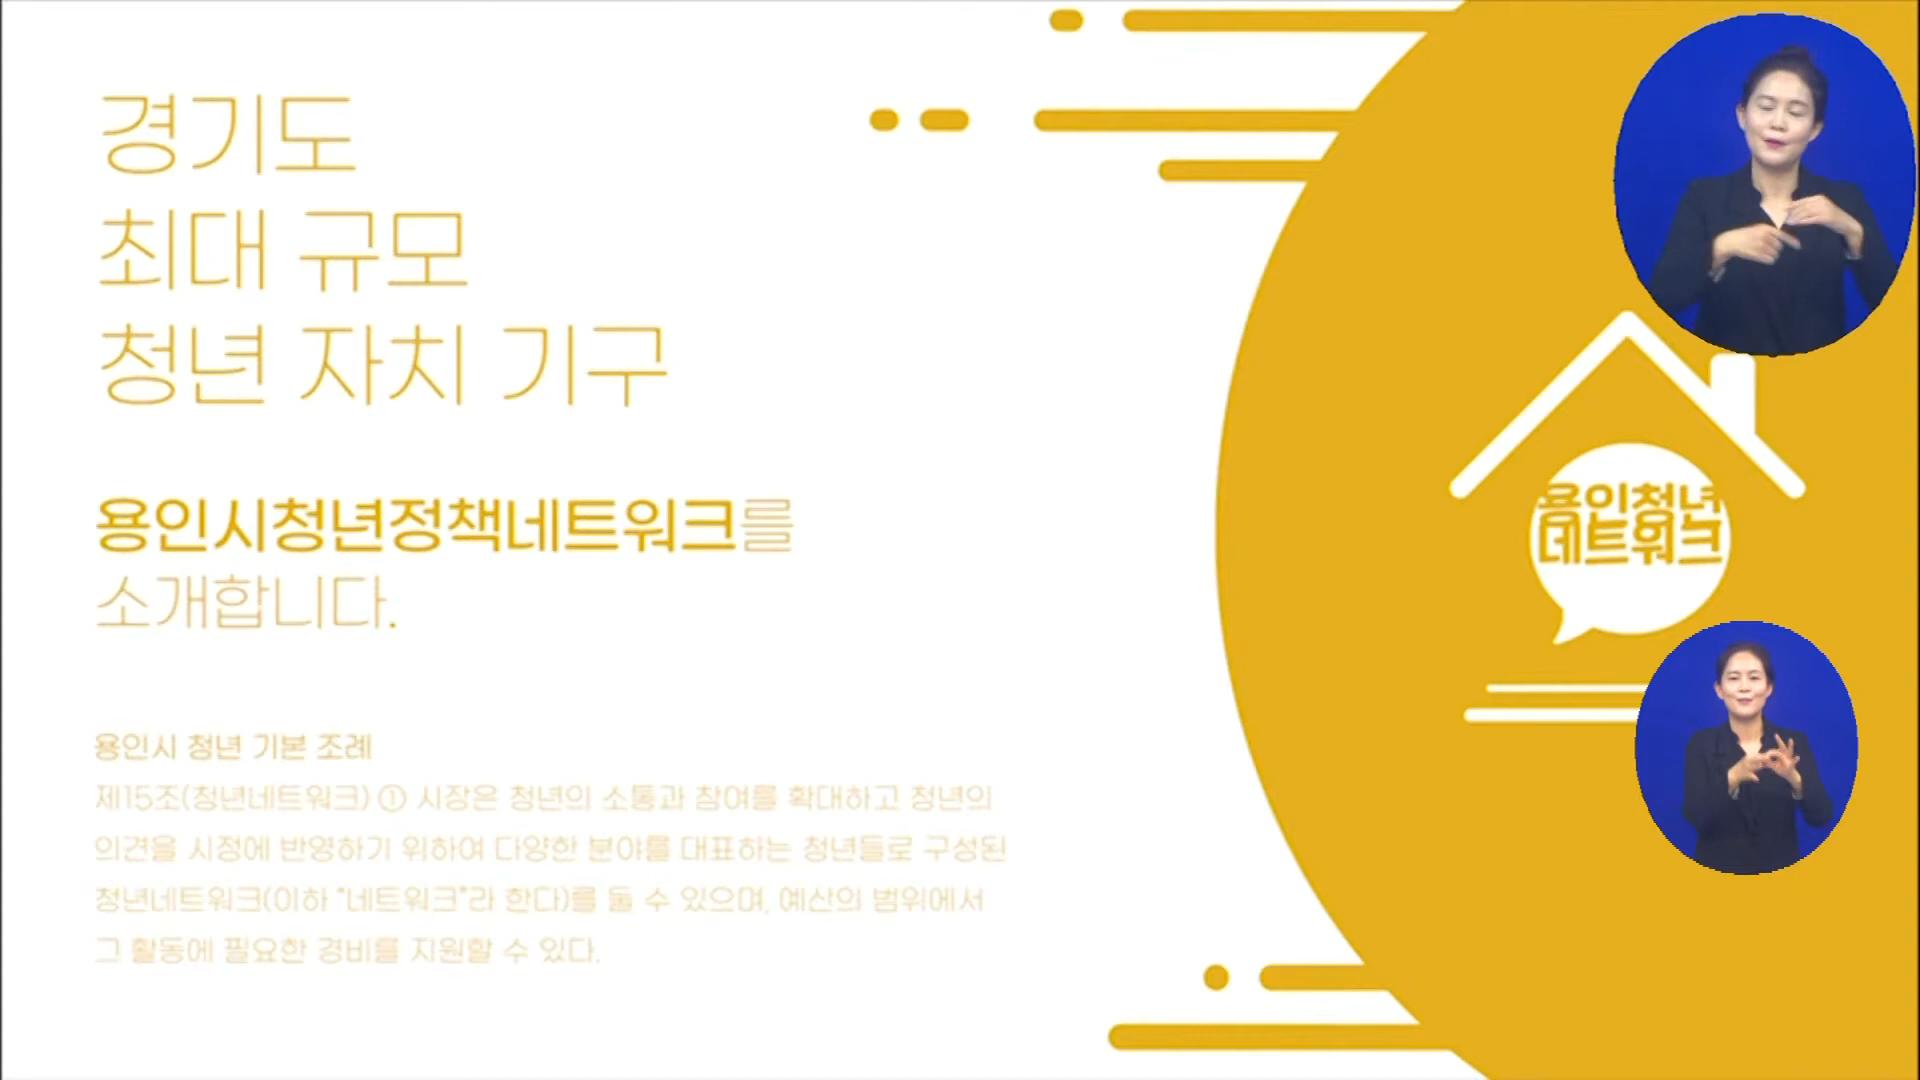 경기도
최대 규모
청년 자치 기구
용인시청년정책네트워크를
소개합니다.
용인청년
네트워크
용인시 청년 기본 조례
제15조(청년네트워크) ① 시장은 청년의 소통과 참여를 확대하고 청년의
의견을 시정에 반영하기 위하여 다양한 분야를 대표하는 청년들로 구성된
청년네트워크(이하 "네트워크"라 한다)를 둘 수 있으며, 예산의 범위에서
그 활동에 필요한 경비를 지원할 수 있다.